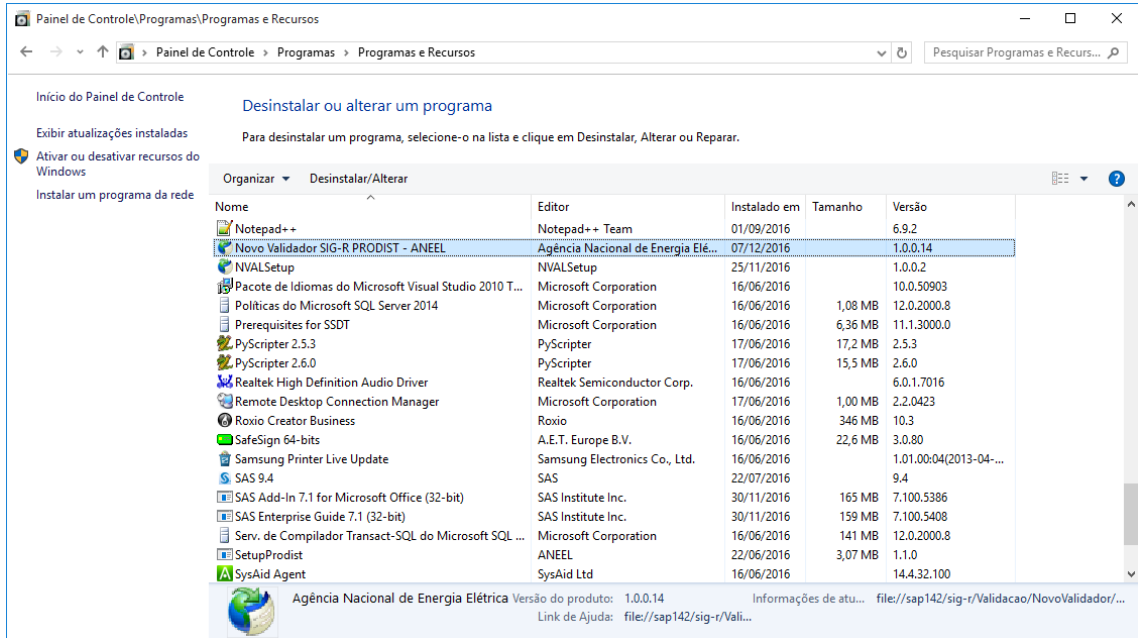 Painel de Controle\Programas\Programas e Recursos
Painel de Controle > Programas > Programas e Recursos
Pesquisar Programas e Recurs...
Início do Painel de Controle
Exibir atualizações instaladas
Ativar ou desativar recursos do
Windows
Instalar um programa da rede
Desinstalar ou alterar um programa
Para desinstalar um programa, selecione-o na lista e clique em Desinstalar, Alterar ou Reparar.
Organizar Desinstalar/Alterar
Nome Editor Instalado em Tamanho Versão
Notepad++ Notepad++ Team 01/09/2016 6.9.2
Novo Validador SIG-R PRODIST - ANEEL Agência Nacional de Energia Elé... 07/12/2016 1.0.0.14
NVALSetup NVALSetup 25/11/2016 1.0.0.2
Pacote de Idiomas do Microsoft Visual Studio 2010 T... Microsoft Corporation 16/06/2016 10.0.50903
Políticas do Microsoft SQL Server 2014 Microsoft Corporation 16/06/2016 1,08 MB 12.0.2000.8
Prerequisites for SSDT Microsoft Corporation 16/06/2016 6,36 MB 11.1.3000.0
PyScripter 2.5.3 PyScripter 17/06/2016 17,2 MB 2.5.3
PyScripter 2.6.0 PyScripter 17/06/2016 15,5 MB 2.6.0
Realtek High Definition Audio Driver Realtek Semiconductor Corp. 16/06/2016 6.0.1.7016
Remote Desktop Connection Manager Microsoft Corporation 17/06/2016 1,00 MB 2.2.0423
Roxio Creator Business Roxio 16/06/2016 346 MB 10.3
SafeSign 64-bits A.E.T. Europe B.V. 16/06/2016 22,6 MB 3.0.80
Samsung Printer Live Update Samsung Electronics Co., Ltd. 16/06/2016 1.01.00:04(2013-04-...
SAS 9.4 SAS 22/07/2016 9.4
SAS Add-In 7.1 for Microsoft Office (32-bit) SAS Institute Inc. 30/11/2016 165 MB 7.100.5386
SAS Enterprise Guide 7.1 (32-bit) SAS Institute Inc. 30/11/2016 159 MB 7.100.5408
Serv. de Compilador Transact-SQL do Microsoft SQL ... Microsoft Corporation 16/06/2016 141 MB 12.0.2000.8
SetupProdist ANEEL 22/06/2016 3,07 MB 1.1.0
SysAid Agent SysAid Ltd 16/06/2016 14.4.32.100
Agência Nacional de Energia Elétrica Versão do produto: 1.0.0.14 Informações de atu... file://sap142/sig-r/Validacao/NovoValidador/...
Link de Ajuda: file://sap142/sig-r/Vali...